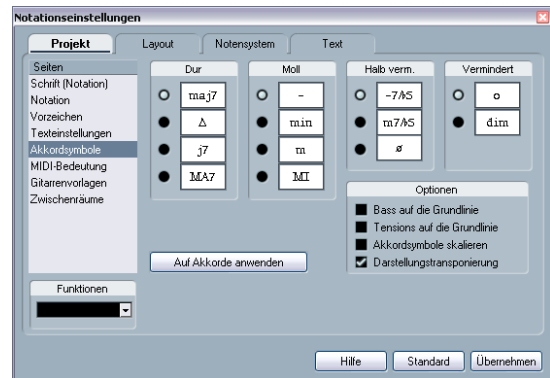 Notationseinstellungen
Projekt Layout Notensystem Text
Seiten
Schrift (Notation)
Notation
Vorzeichen
Texteinstellungen
Akkordsymbole
MIDI-Bedeutung
Gitarrenvorlagen
Zwischenräume
Funktionen
Dur
maj7
Δ
j7
MA7
Moll
-
min
m
MI
Halb verm.
-7/b5
m7/b5
ø
Vermindert
o
dim
Optionen
Bass auf die Grundlinie
Tensions auf die Grundlinie
Akkordsymbole skalieren
Darstellungstransponierung
Auf Akkorde anwenden
Hilfe Standard Übernehmen